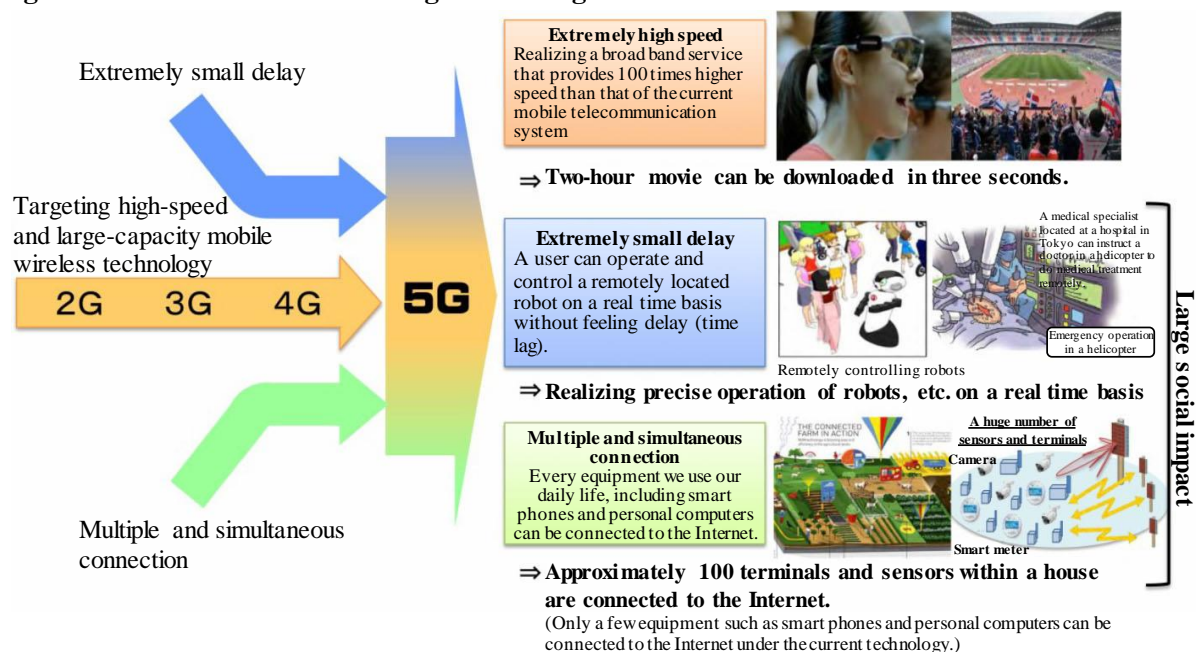 Extremely small delay
Targeting high-speed
and large-capacity mobile
wireless technology
2G 3G 4G
5G
Multiple and simultaneous
connection
Extremely high speed
Realizing a broad band service
that provides 100 times higher
speed than that of the current
mobile telecommunication
system
⇒ Two-hour movie can be downloaded in three seconds.
Extremely small delay
A user can operate and
control a remotely located
robot on a real time basis
without feeling delay (time
lag).
Remotely controlling robots
A medical specialist
located at a hospital in
Tokyo can instruct a
doctor in a helicopter to
do medical treatment
remotely.
Emergency operation
in a helicopter
⇒ Realizing precise operation of robots, etc. on a real time basis
Multiple and simultaneous
connection
Every equipment we use our
daily life, including smart
phones and personal computers
can be connected to the Internet.
THE CONNECTED
FARM IN ACTION
A huge number of
sensors and terminals
Camera
Smart meter
⇒ Approximately 100 terminals and sensors within a house
are connected to the Internet.
(Only a few equipment such as smart phones and personal computers can be
connected to the Internet under the current technology.)
Large social impact